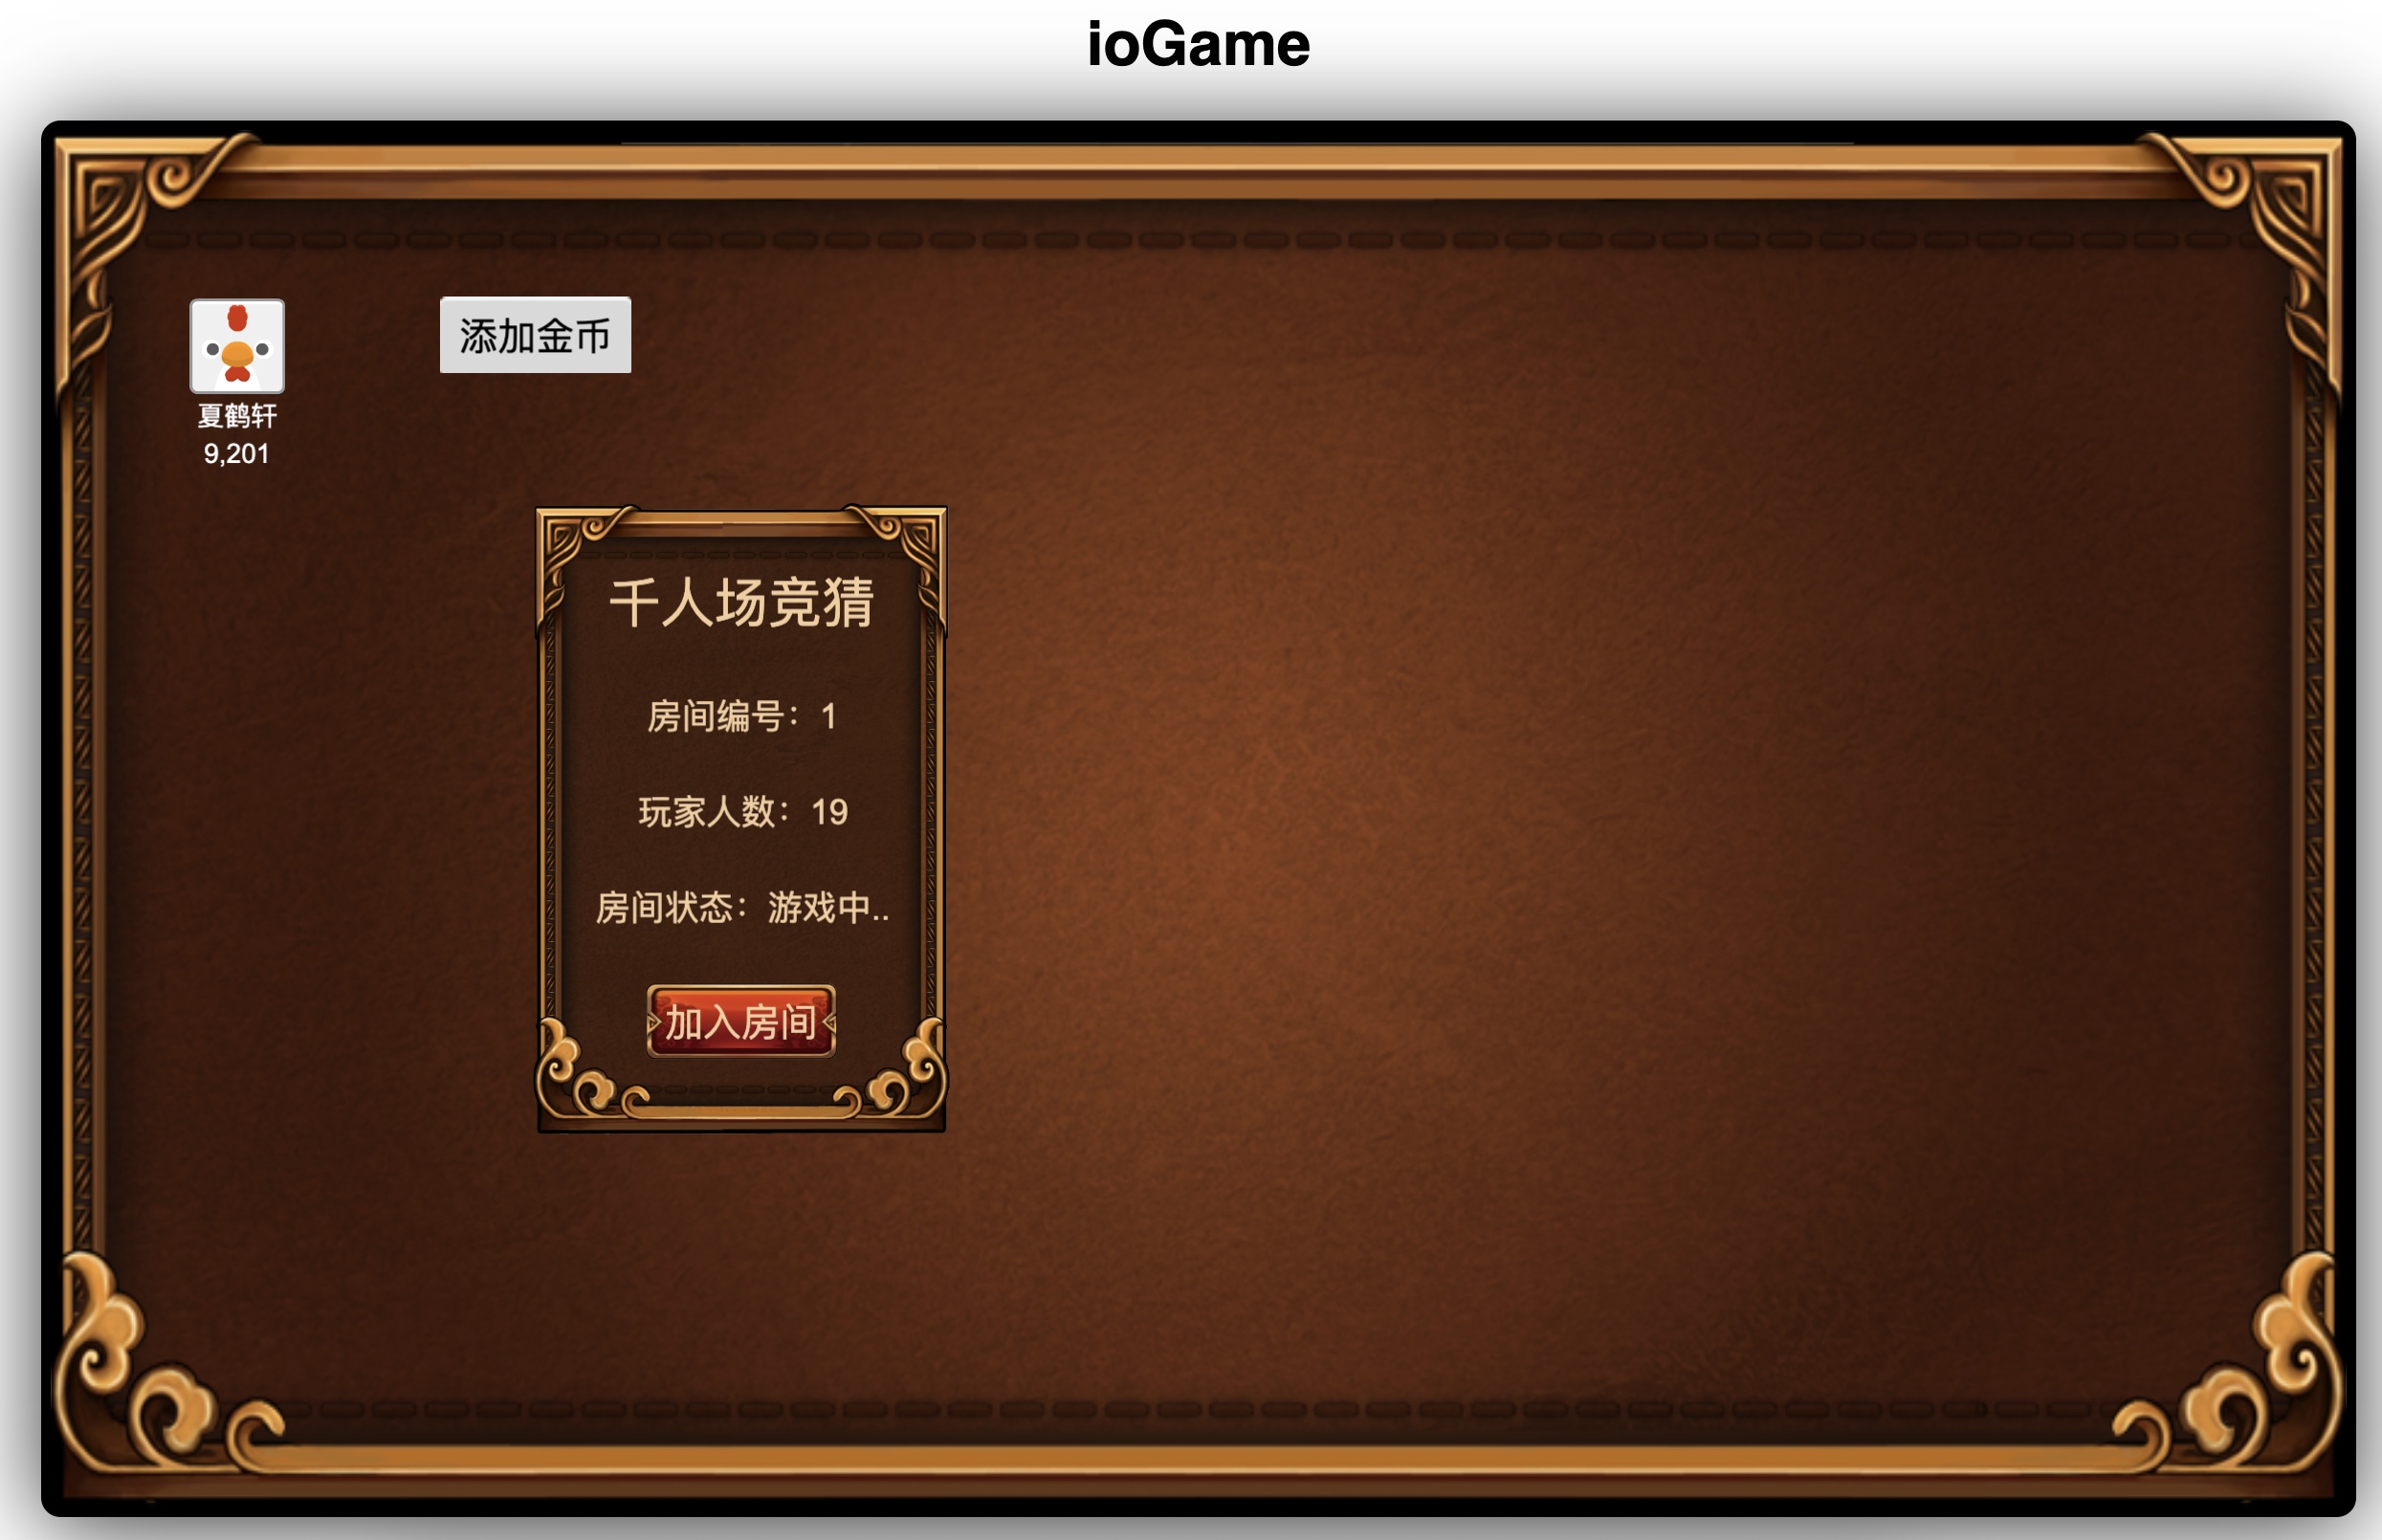 ioGame
添加金币
夏鹤轩
9,201
千人场竞猜
房间编号：1
玩家人数：19
房间状态：游戏中..
加入房间